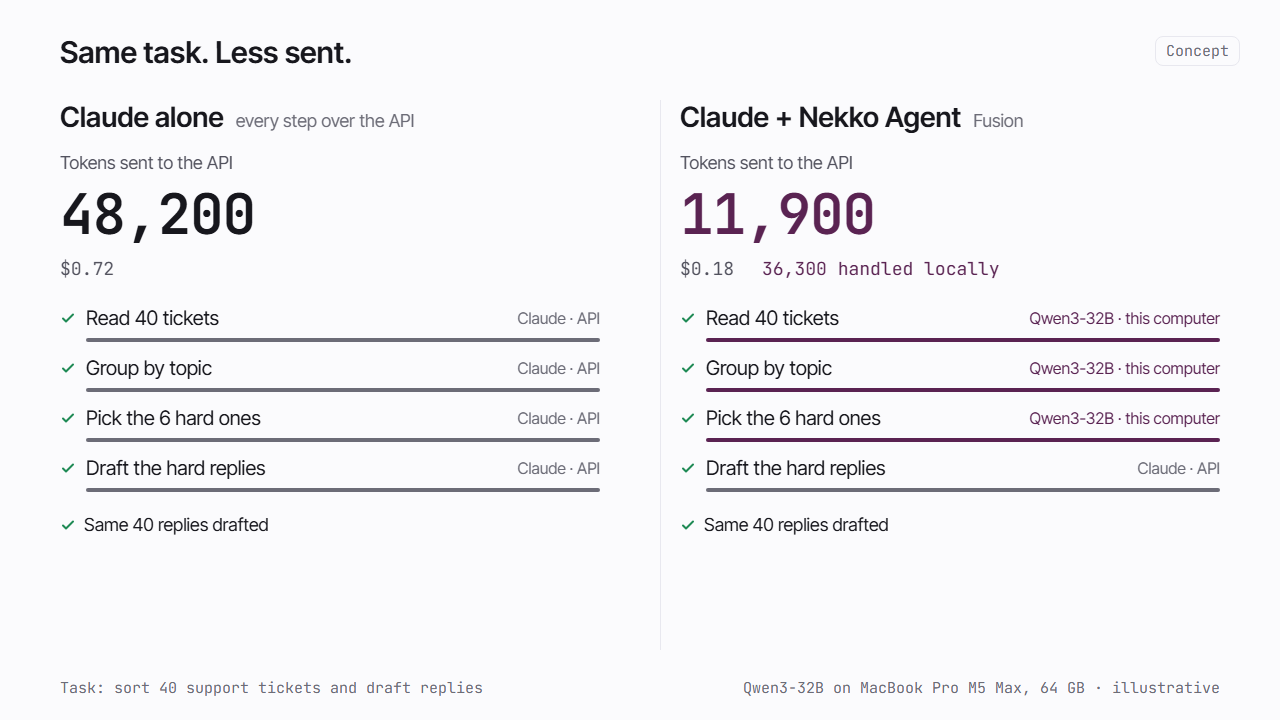 Same task. Less sent.
Concept
Claude alone every step over the API
Tokens sent to the API
48,200
$0.72
Read 40 tickets Claude · API
Group by topic Claude · API
Pick the 6 hard ones Claude · API
Draft the hard replies Claude · API
Same 40 replies drafted
Claude + Nekko Agent Fusion
Tokens sent to the API
11,900
$0.18 36,300 handled locally
Read 40 tickets Qwen3-32B · this computer
Group by topic Qwen3-32B · this computer
Pick the 6 hard ones Qwen3-32B · this computer
Draft the hard replies Claude · API
Same 40 replies drafted
Task: sort 40 support tickets and draft replies
Qwen3-32B on MacBook Pro M5 Max, 64 GB · illustrative